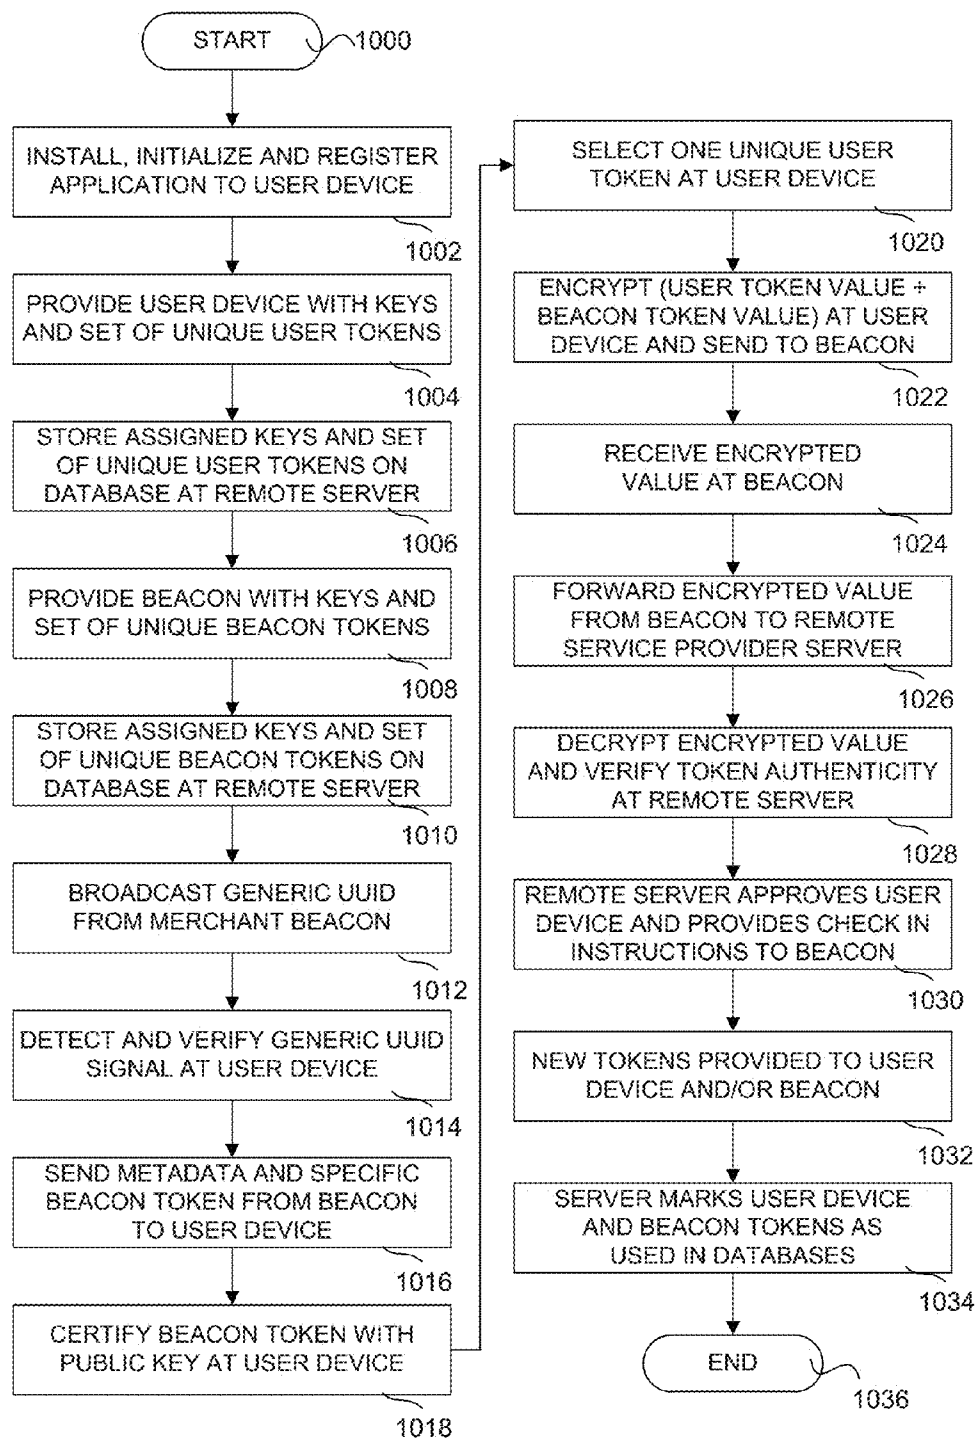 START
1000
INSTALL, INITIALIZE AND REGISTER
APPLICATION TO USER DEVICE
1002
PROVIDE USER DEVICE WITH KEYS
AND SET OF UNIQUE USER TOKENS
1004
STORE ASSIGNED KEYS AND SET
OF UNIQUE USER TOKENS ON
DATABASE AT REMOTE SERVER
1006
PROVIDE BEACON WITH KEYS AND
SET OF UNIQUE BEACON TOKENS
1008
STORE ASSIGNED KEYS AND SET
OF UNIQUE BEACON TOKENS ON
DATABASE AT REMOTE SERVER
1010
BROADCAST GENERIC UUID
FROM MERCHANT BEACON
1012
DETECT AND VERIFY GENERIC UUID
SIGNAL AT USER DEVICE
1014
SEND METADATA AND SPECIFIC
BEACON TOKEN FROM BEACON
TO USER DEVICE
1016
CERTIFY BEACON TOKEN WITH
PUBLIC KEY AT USER DEVICE
1018
SELECT ONE UNIQUE USER
TOKEN AT USER DEVICE
1020
ENCRYPT (USER TOKEN VALUE +
BEACON TOKEN VALUE) AT USER
DEVICE AND SEND TO BEACON
1022
RECEIVE ENCRYPTED
VALUE AT BEACON
1024
FORWARD ENCRYPTED VALUE
FROM BEACON TO REMOTE
SERVICE PROVIDER SERVER
1026
DECRYPT ENCRYPTED VALUE
AND VERIFY TOKEN AUTHENTICITY
AT REMOTE SERVER
1028
REMOTE SERVER APPROVES USER
DEVICE AND PROVIDES CHECK IN
INSTRUCTIONS TO BEACON
1030
NEW TOKENS PROVIDED TO USER
DEVICE AND/OR BEACON
1032
SERVER MARKS USER DEVICE
AND BEACON TOKENS AS
USED IN DATABASES
1034
END
1036